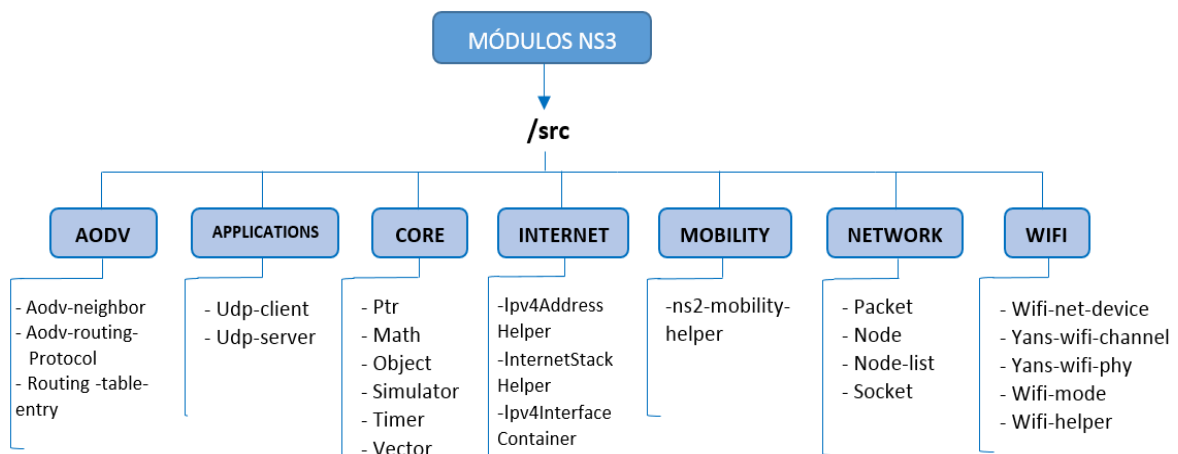 MÓDULOS NS3
/src
AODV
- Aodv-neighbor
- Aodv-routing-
Protocol
- Routing -table-
entry
APPLICATIONS
- Udp-client
- Udp-server
CORE
- Ptr
- Math
- Object
- Simulator
- Timer
- Vector
INTERNET
-Ipv4Address
Helper
-InternetStack
Helper
-Ipv4Interface
Container
MOBILITY
-ns2-mobility-
helper
NETWORK
- Packet
- Node
- Node-list
- Socket
WIFI
- Wifi-net-device
- Yans-wifi-channel
- Yans-wifi-phy
- Wifi-mode
- Wifi-helper